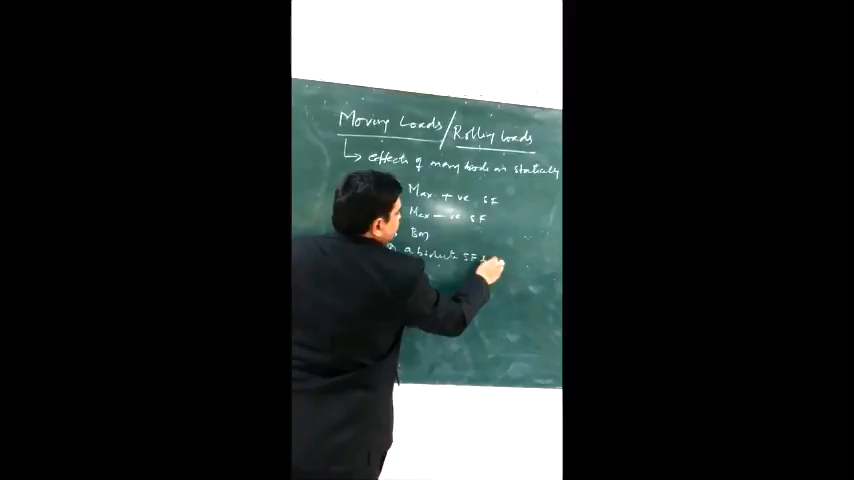 Moving Loads/Rolling Loads
↳ effects of moving loads on statically
Max +ve SF
Max -ve SF
BM
absolute SF &